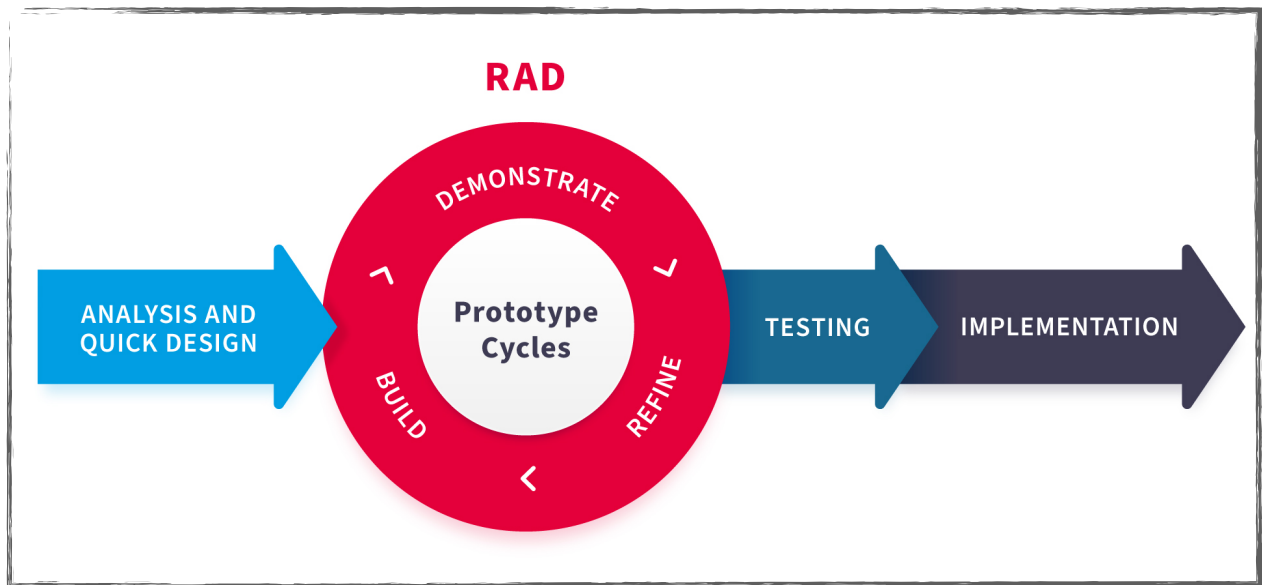 RAD
ANALYSIS AND
QUICK DESIGN
DEMONSTRATE
BUILD
REFINE
Prototype
Cycles
TESTING
IMPLEMENTATION